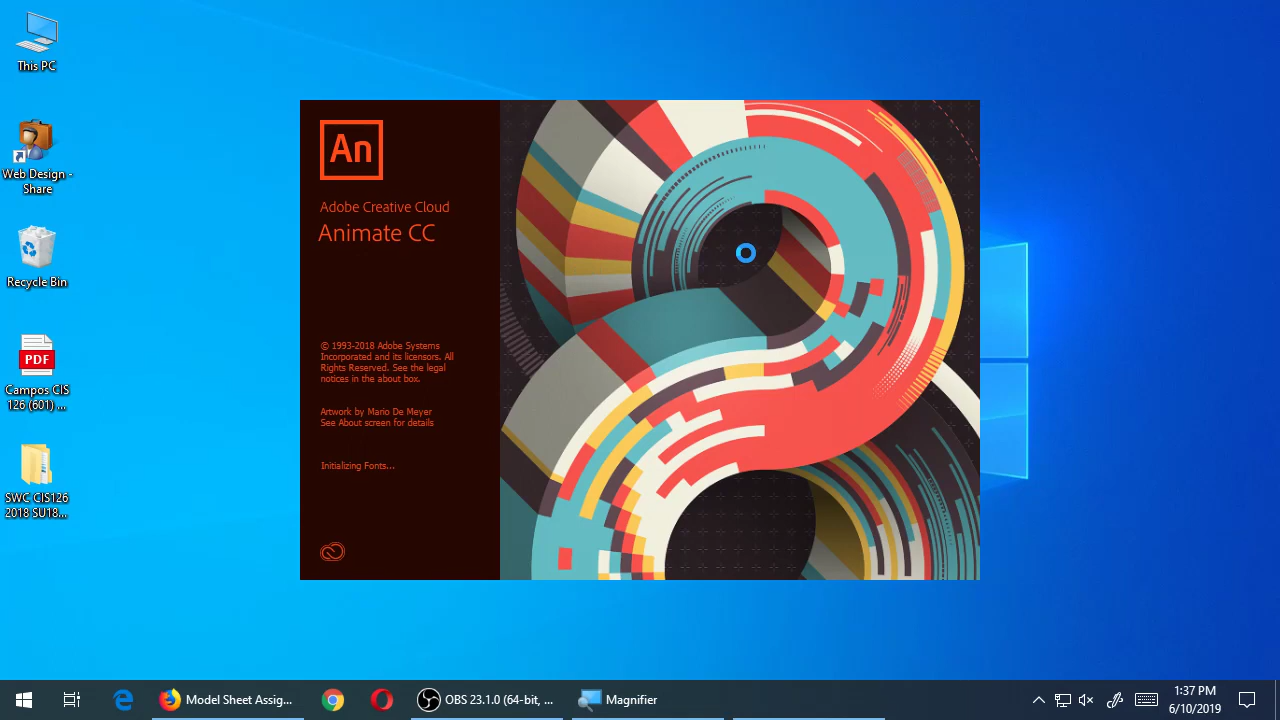 This PC
Web Design -
Share
Recycle Bin
PDF
Campos CIS
126 (601) ...
SWC CIS126
2018 SU18...
An
Adobe Creative Cloud
Animate CC
© 1993-2018 Adobe Systems
Incorporated and its licensors. All
Rights Reserved. See the legal
notices in the about box.
Artwork by Mario De Meyer
See About screen for details
Initializing Fonts...
Model Sheet Assig...
OBS 23.1.0 (64-bit, ...
Magnifier
1:37 PM
6/10/2019